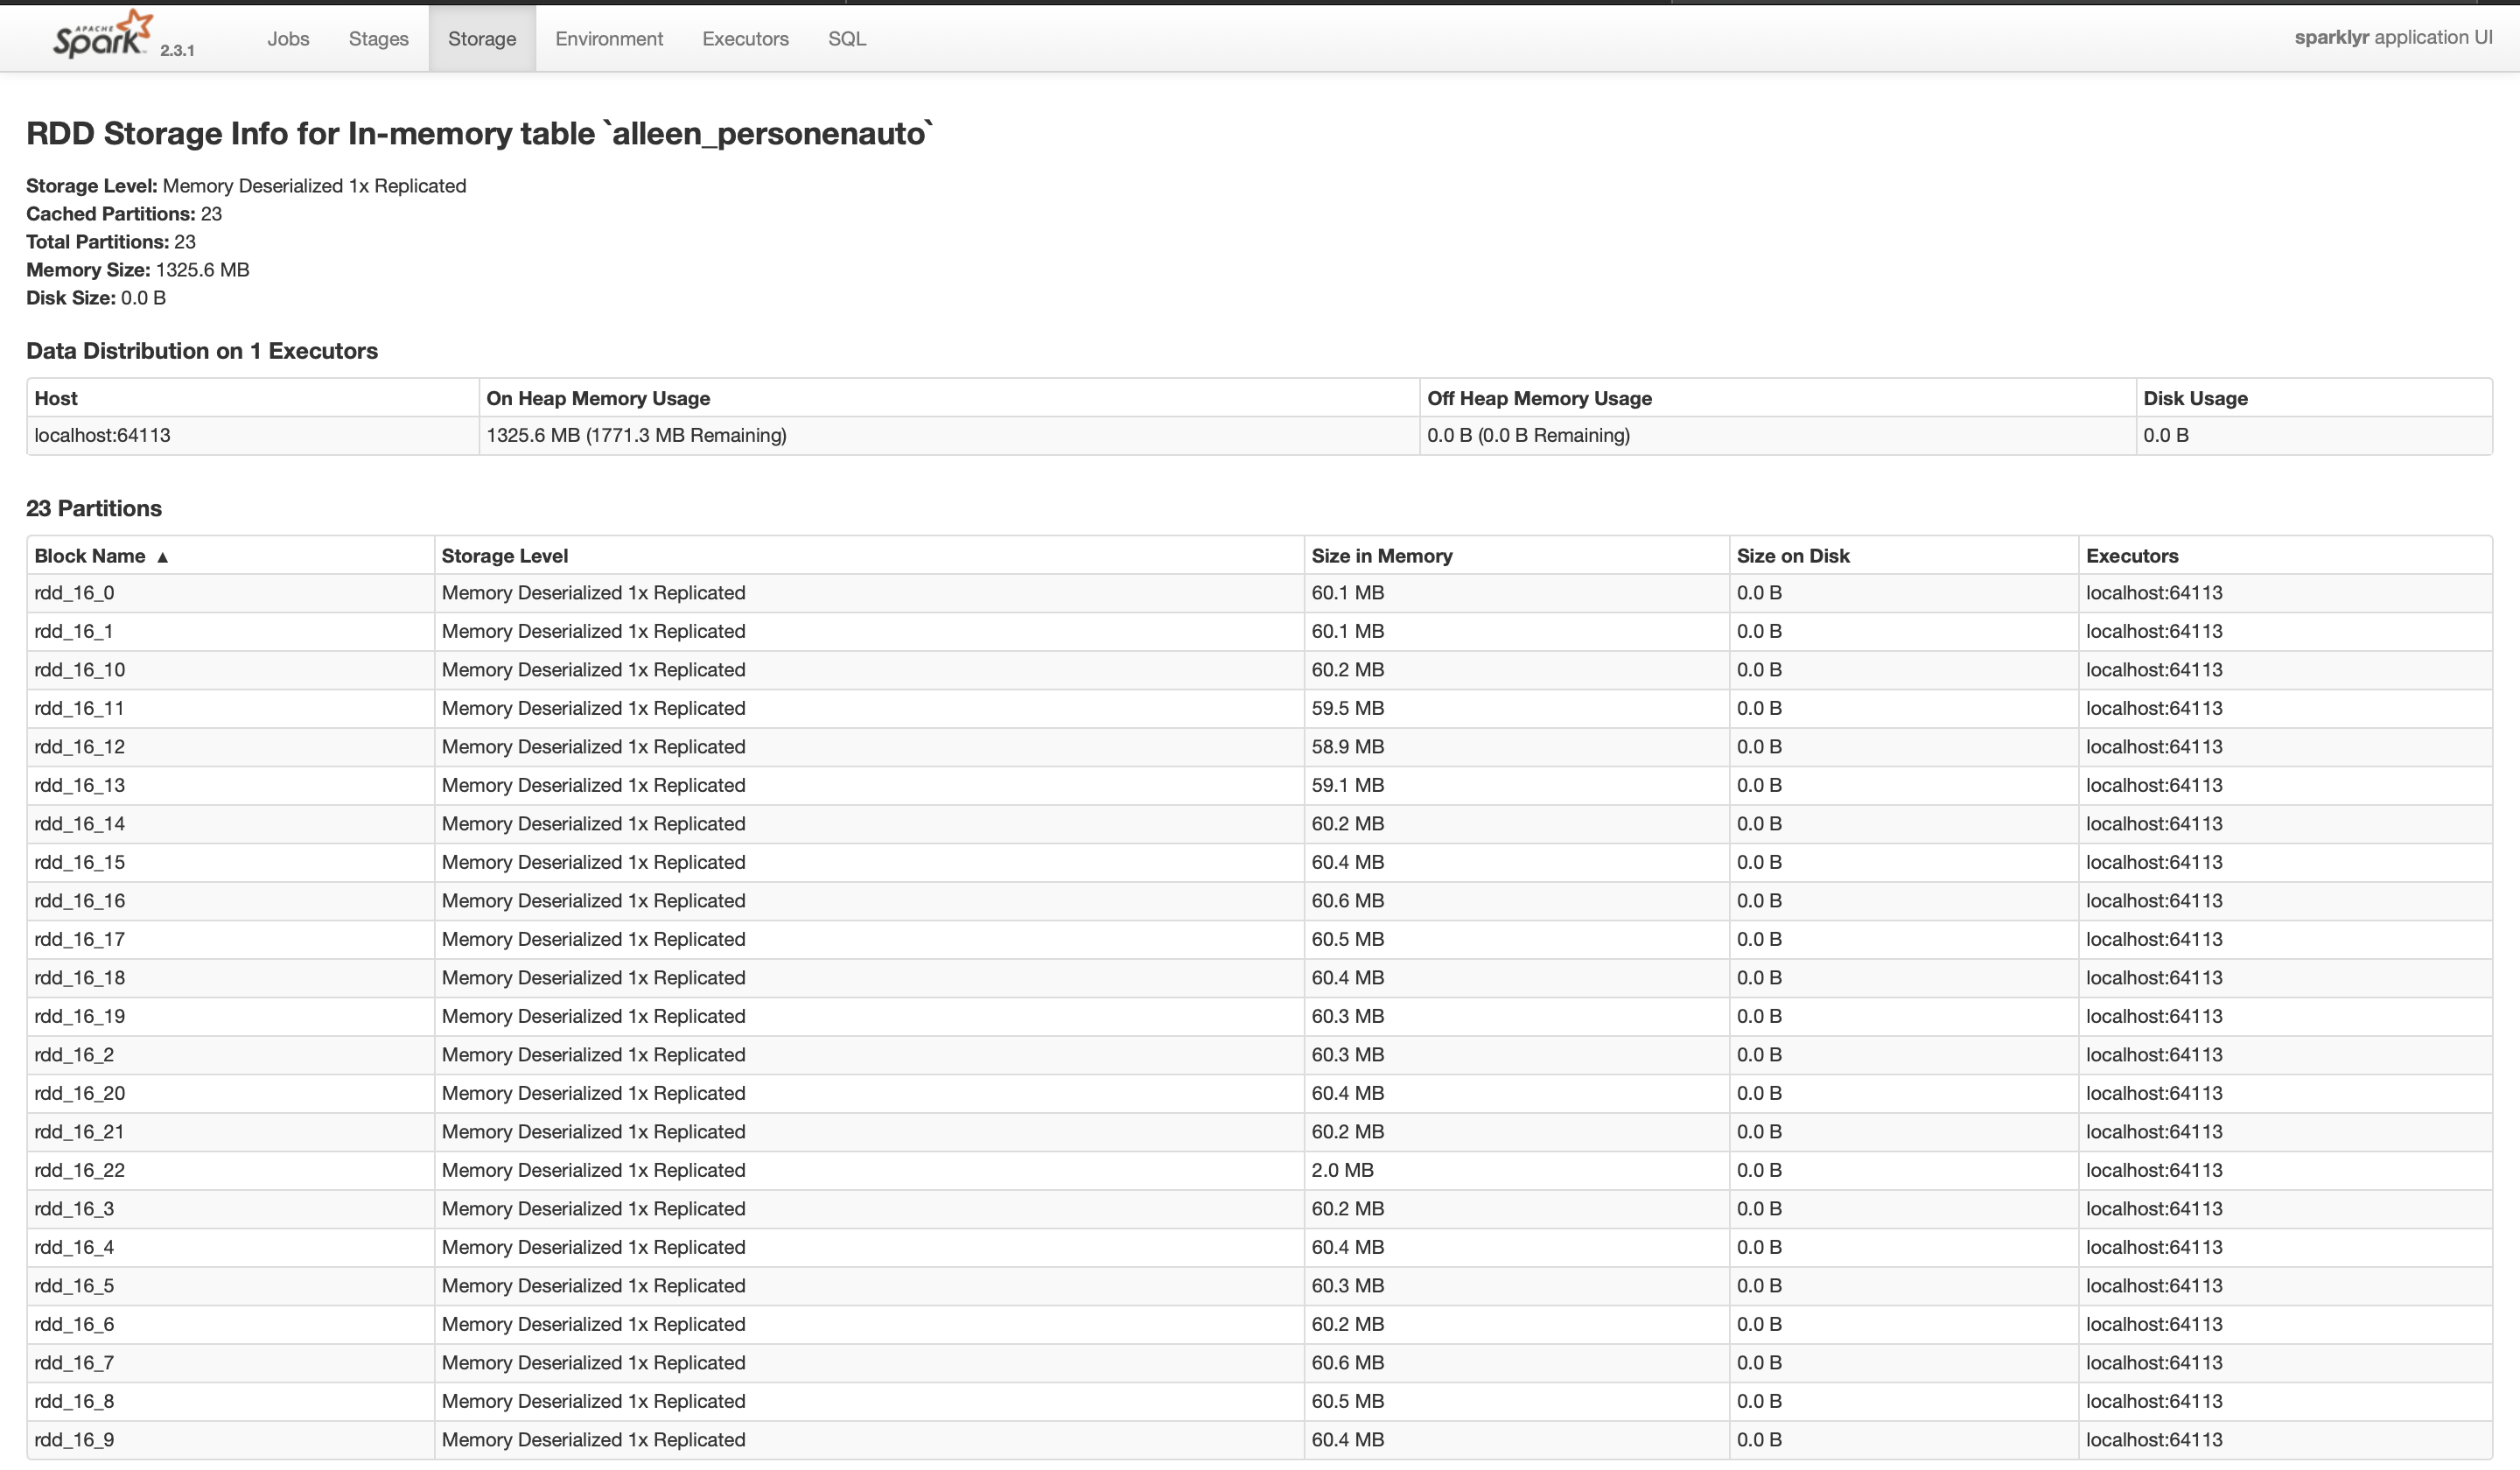 APACHE Spark 2.3.1 Jobs Stages Storage Environment Executors SQL sparklyr application UI
RDD Storage Info for In-memory table `alleen_personenauto`
Storage Level: Memory Deserialized 1x Replicated
Cached Partitions: 23
Total Partitions: 23
Memory Size: 1325.6 MB
Disk Size: 0.0 B
Data Distribution on 1 Executors
Host On Heap Memory Usage Off Heap Memory Usage Disk Usage
localhost:64113 1325.6 MB (1771.3 MB Remaining) 0.0 B (0.0 B Remaining) 0.0 B
23 Partitions
Block Name ▲ Storage Level Size in Memory Size on Disk Executors
rdd_16_0 Memory Deserialized 1x Replicated 60.1 MB 0.0 B localhost:64113
rdd_16_1 Memory Deserialized 1x Replicated 60.1 MB 0.0 B localhost:64113
rdd_16_10 Memory Deserialized 1x Replicated 60.2 MB 0.0 B localhost:64113
rdd_16_11 Memory Deserialized 1x Replicated 59.5 MB 0.0 B localhost:64113
rdd_16_12 Memory Deserialized 1x Replicated 58.9 MB 0.0 B localhost:64113
rdd_16_13 Memory Deserialized 1x Replicated 59.1 MB 0.0 B localhost:64113
rdd_16_14 Memory Deserialized 1x Replicated 60.2 MB 0.0 B localhost:64113
rdd_16_15 Memory Deserialized 1x Replicated 60.4 MB 0.0 B localhost:64113
rdd_16_16 Memory Deserialized 1x Replicated 60.6 MB 0.0 B localhost:64113
rdd_16_17 Memory Deserialized 1x Replicated 60.5 MB 0.0 B localhost:64113
rdd_16_18 Memory Deserialized 1x Replicated 60.4 MB 0.0 B localhost:64113
rdd_16_19 Memory Deserialized 1x Replicated 60.3 MB 0.0 B localhost:64113
rdd_16_2 Memory Deserialized 1x Replicated 60.3 MB 0.0 B localhost:64113
rdd_16_20 Memory Deserialized 1x Replicated 60.4 MB 0.0 B localhost:64113
rdd_16_21 Memory Deserialized 1x Replicated 60.2 MB 0.0 B localhost:64113
rdd_16_22 Memory Deserialized 1x Replicated 2.0 MB 0.0 B localhost:64113
rdd_16_3 Memory Deserialized 1x Replicated 60.2 MB 0.0 B localhost:64113
rdd_16_4 Memory Deserialized 1x Replicated 60.4 MB 0.0 B localhost:64113
rdd_16_5 Memory Deserialized 1x Replicated 60.3 MB 0.0 B localhost:64113
rdd_16_6 Memory Deserialized 1x Replicated 60.2 MB 0.0 B localhost:64113
rdd_16_7 Memory Deserialized 1x Replicated 60.6 MB 0.0 B localhost:64113
rdd_16_8 Memory Deserialized 1x Replicated 60.5 MB 0.0 B localhost:64113
rdd_16_9 Memory Deserialized 1x Replicated 60.4 MB 0.0 B localhost:64113